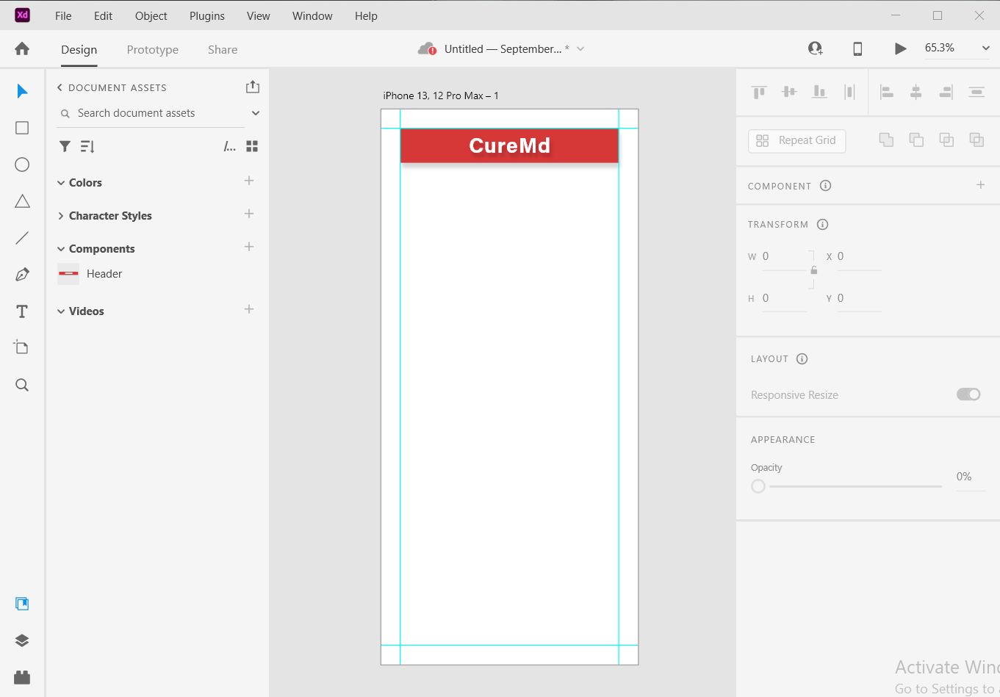 Xd File Edit Object Plugins View Window Help
Design Prototype Share Untitled — September... * 65.3%
DOCUMENT ASSETS
Search document assets
/...
Colors
Character Styles
Components
Header
Videos
iPhone 13, 12 Pro Max – 1
CureMd
Repeat Grid
COMPONENT
TRANSFORM
W 0 X 0
H 0 Y 0
LAYOUT
Responsive Resize
APPEARANCE
Opacity
0%
Activate Win
Go to Settings to